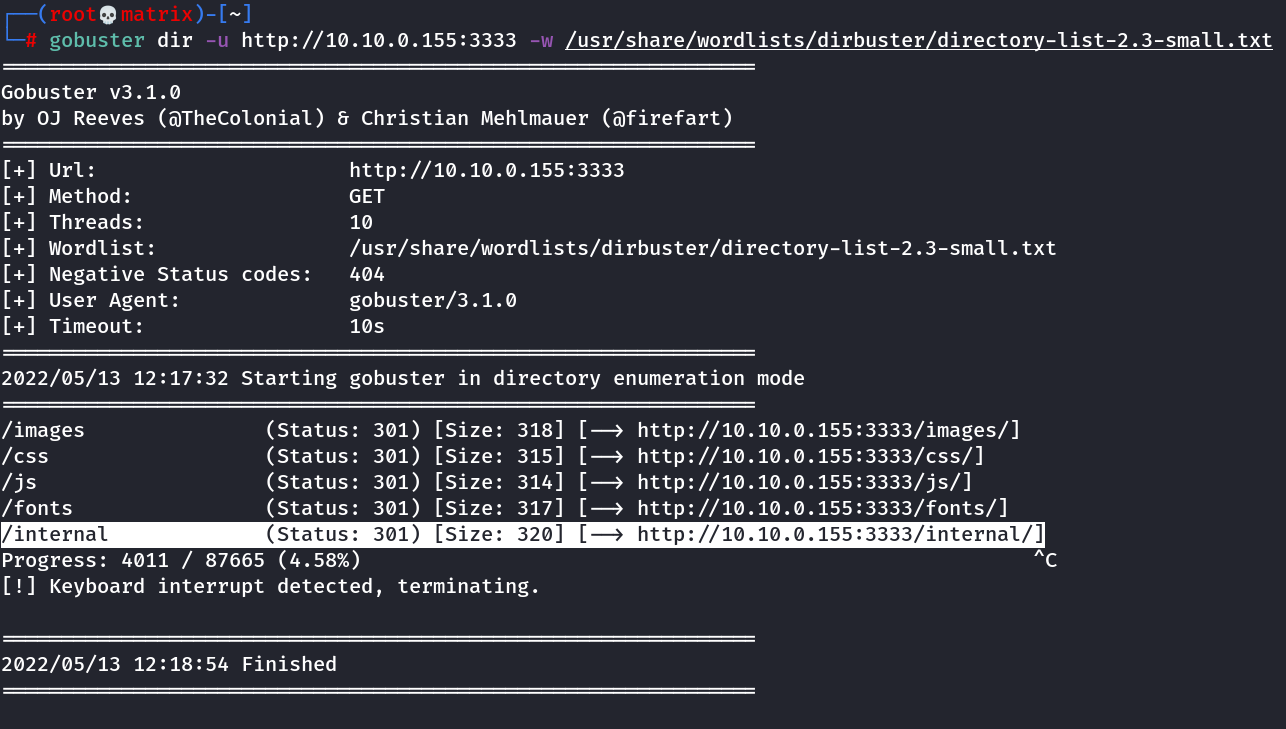 ┌──(root💀matrix)-[~]
└─# gobuster dir -u http://10.10.0.155:3333 -w /usr/share/wordlists/dirbuster/directory-list-2.3-small.txt
===============================================================
Gobuster v3.1.0
by OJ Reeves (@TheColonial) & Christian Mehlmauer (@firefart)
===============================================================
[+] Url:                     http://10.10.0.155:3333
[+] Method:                  GET
[+] Threads:                 10
[+] Wordlist:                /usr/share/wordlists/dirbuster/directory-list-2.3-small.txt
[+] Negative Status codes:   404
[+] User Agent:              gobuster/3.1.0
[+] Timeout:                 10s
===============================================================
2022/05/13 12:17:32 Starting gobuster in directory enumeration mode
===============================================================
/images               (Status: 301) [Size: 318] [--> http://10.10.0.155:3333/images/]
/css                  (Status: 301) [Size: 315] [--> http://10.10.0.155:3333/css/]
/js                   (Status: 301) [Size: 314] [--> http://10.10.0.155:3333/js/]
/fonts                (Status: 301) [Size: 317] [--> http://10.10.0.155:3333/fonts/]
/internal             (Status: 301) [Size: 320] [--> http://10.10.0.155:3333/internal/]
Progress: 4011 / 87665 (4.58%)                                                        ^C
[!] Keyboard interrupt detected, terminating.
===============================================================
2022/05/13 12:18:54 Finished
===============================================================